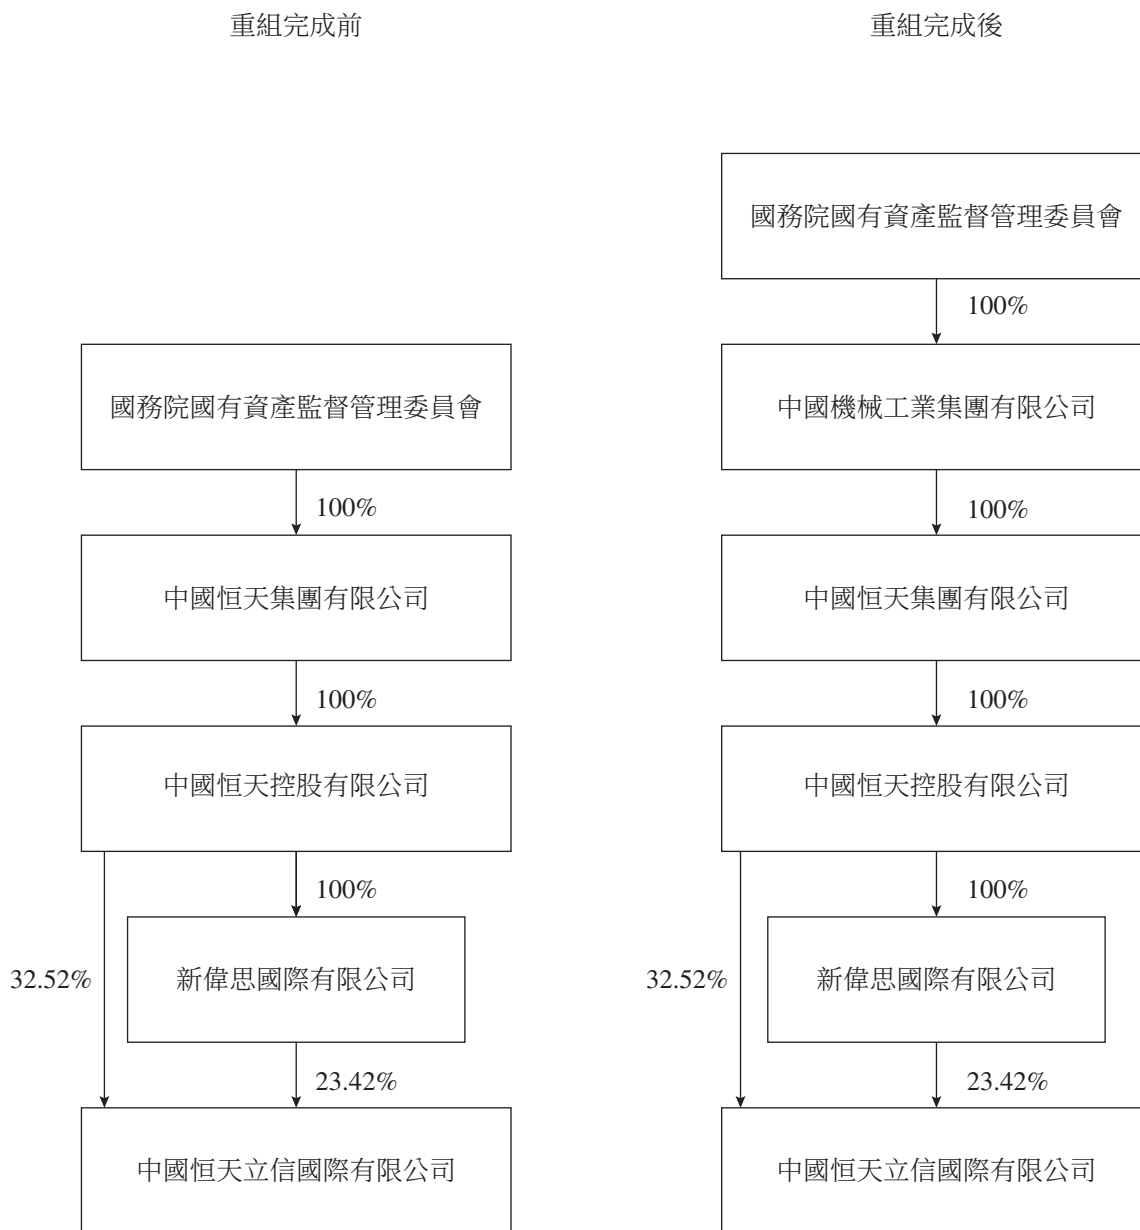 重組完成前
國務院國有資產監督管理委員會
100%
中國恒天集團有限公司
100%
中國恒天控股有限公司
100%
32.52%
新偉思國際有限公司
23.42%
中國恒天立信國際有限公司
重組完成後
國務院國有資產監督管理委員會
100%
中國機械工業集團有限公司
100%
中國恒天集團有限公司
100%
中國恒天控股有限公司
100%
32.52%
新偉思國際有限公司
23.42%
中國恒天立信國際有限公司